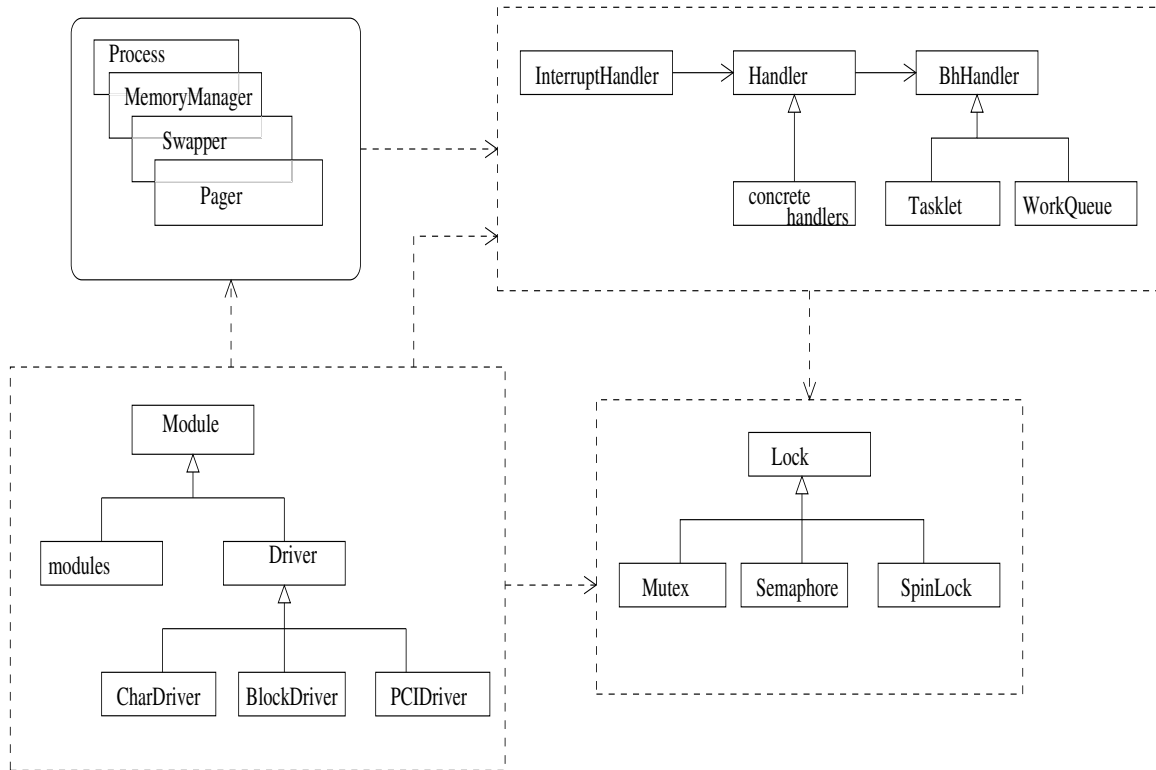 Process
MemoryManager
Swapper
Pager
InterruptHandler
Handler
BhHandler
concrete
handlers
Tasklet
WorkQueue
Module
modules
Driver
CharDriver
BlockDriver
PCIDriver
Lock
Mutex
Semaphore
SpinLock